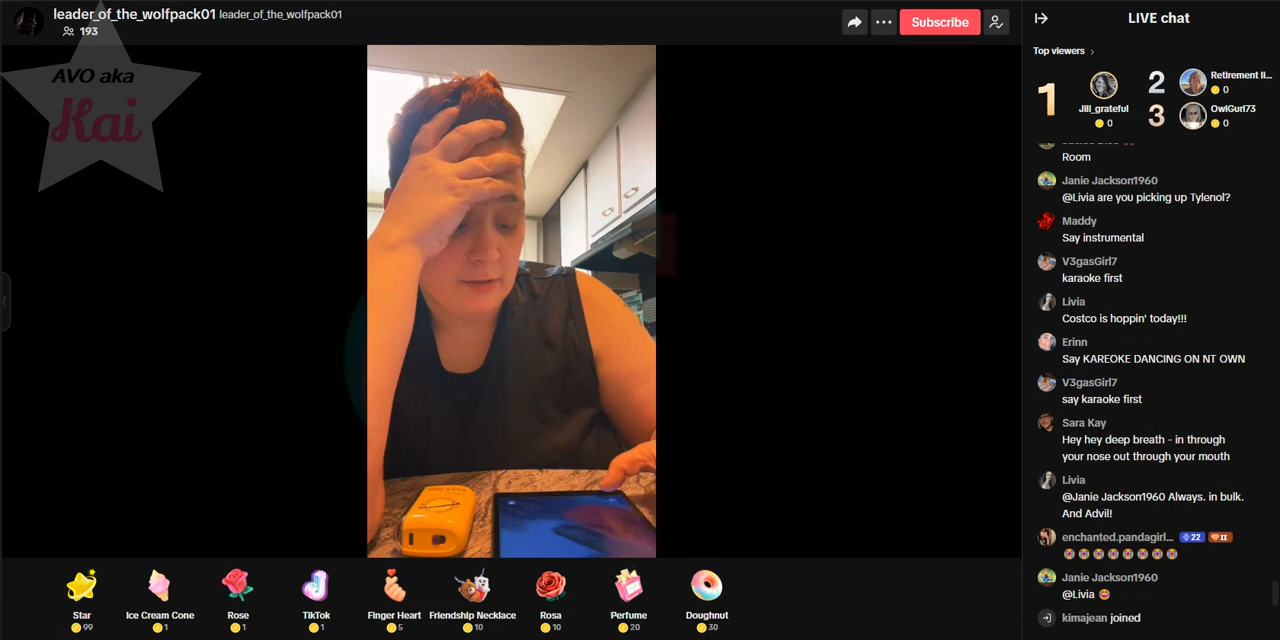 leader_of_the_wolfpack01 leader_of_the_wolfpack01
193
Subscribe
AVO aka
Kai
LIVE chat
Top viewers
1
Jill_grateful
0
2
Retirement li...
0
3
OwlGurl73
0
Room
Janie Jackson1960
@Livia are you picking up Tylenol?
Maddy
Say instrumental
V3gasGirl7
karaoke first
Livia
Costco is hoppin' today!!!
Erinn
Say KAREOKE DANCING ON NT OWN
V3gasGirl7
say karaoke first
Sara Kay
Hey hey deep breath - in through
your nose out through your mouth
Livia
@Janie Jackson1960 Always. in bulk.
And Advil!
enchanted.pandagirl... 22 II
Janie Jackson1960
@Livia
kimajean joined
Star
99
Ice Cream Cone
1
Rose
1
TikTok
1
Finger Heart
5
Friendship Necklace
10
Rosa
10
Perfume
20
Doughnut
30